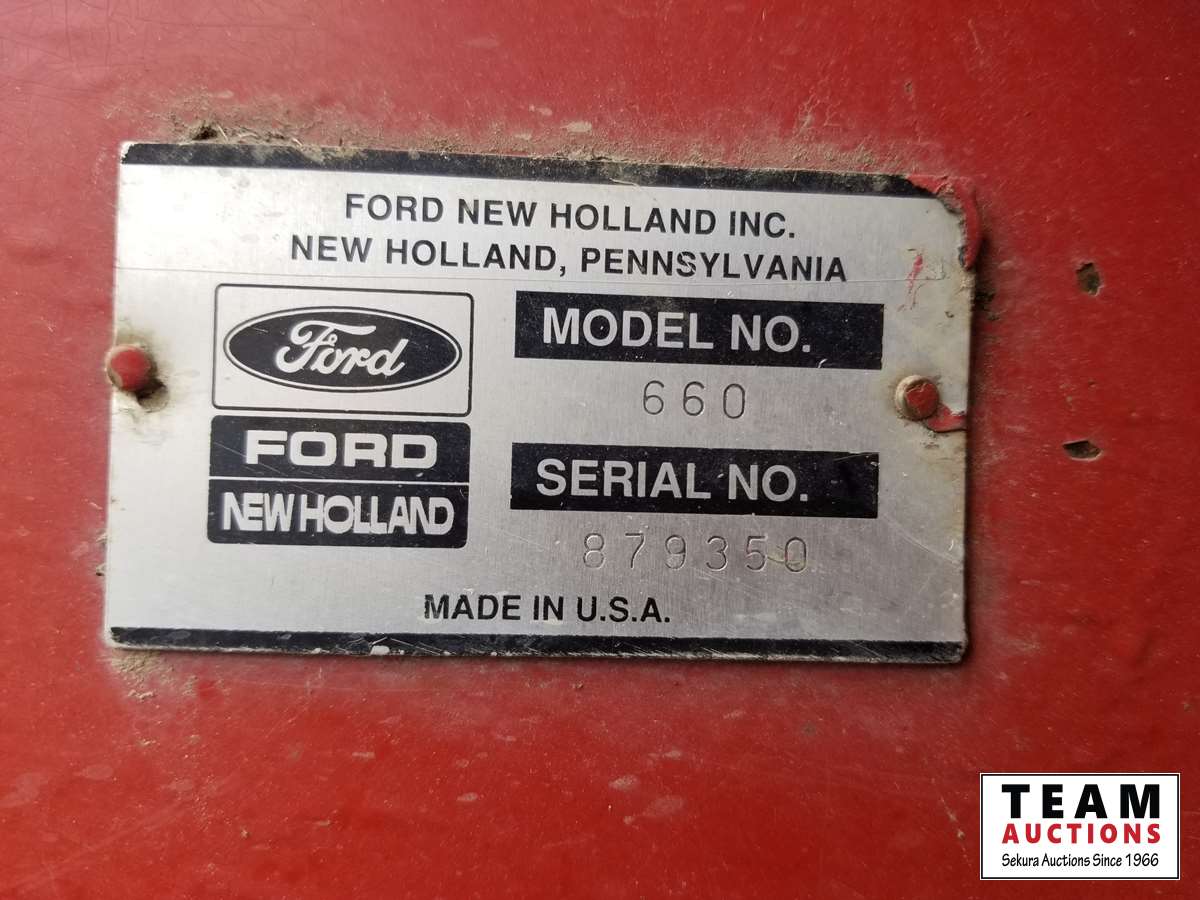 FORD NEW HOLLAND INC.
NEW HOLLAND, PENNSYLVANIA
Ford
FORD
NEW HOLLAND
MODEL NO.
660
SERIAL NO.
879350
MADE IN U.S.A.
TEAM
AUCTIONS
Sekura Auctions Since 1966